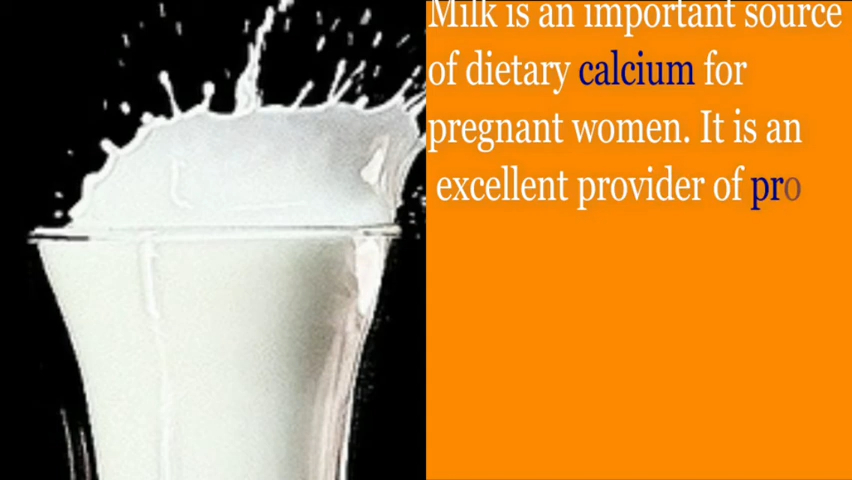 Milk is an important source
of dietary calcium for
pregnant women. It is an
excellent provider of pro